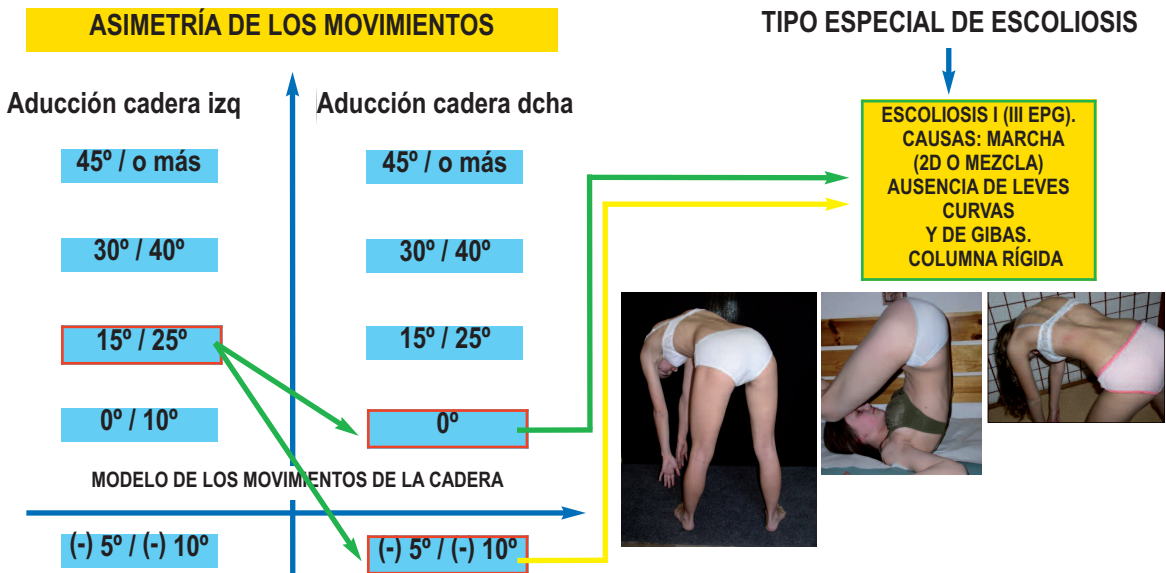 ASIMETRÍA DE LOS MOVIMIENTOS
TIPO ESPECIAL DE ESCOLIOSIS
Aducción cadera izq
Aducción cadera dcha
45º / o más
45º / o más
30º / 40º
30º / 40º
15º / 25º
15º / 25º
0º / 10º
0º
MODELO DE LOS MOVIMIENTOS DE LA CADERA
(-) 5º / (-) 10º
(-) 5º / (-) 10º
ESCOLIOSIS I (III EPG).
CAUSAS: MARCHA
(2D O MEZCLA)
AUSENCIA DE LEVES
CURVAS
Y DE GIBAS.
COLUMNA RÍGIDA